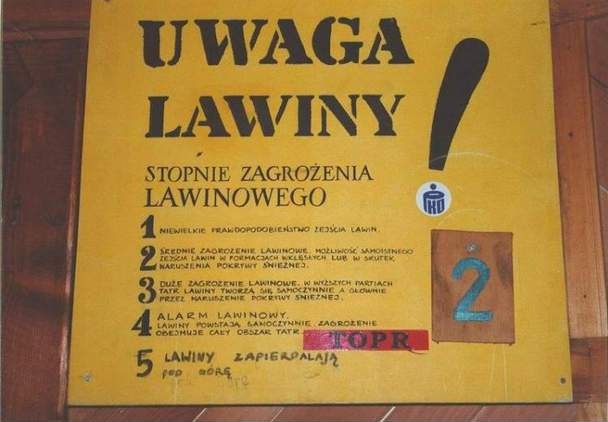 UWAGA
LAWINY !
STOPNIE ZAGROŻENIA
LAWINOWEGO
PKO
1 NIEWIELKIE PRAWDOPODOBIEŃSTWO ZEJŚCIA LAWIN.
2 ŚREDNIE ZAGROŻENIE LAWINOWE. MOŻLIWOŚĆ SAMOISTNEGO
ZEJŚCIA LAWIN W FORMACJACH WKLĘSŁYCH LUB W SKUTEK
NARUSZENIA POKRYWY ŚNIEŻNEJ.
2
3 DUŻE ZAGROŻENIE LAWINOWE. W WYŻSZYCH PARTIACH
TATR LAWINY TWORZĄ SIĘ SAMOCZYNNIE A GŁÓWNIE
PRZEZ NARUSZENIE POKRYWY ŚNIEŻNEJ.
4 ALARM LAWINOWY.
LAWINY POWSTAJĄ SAMOCZYNNIE. ZAGROŻENIE
OBEJMUJE CAŁY OBSZAR TATR
TOPR
5 LAWINY ZAPIERDALAJĄ
POD GÓRĘ